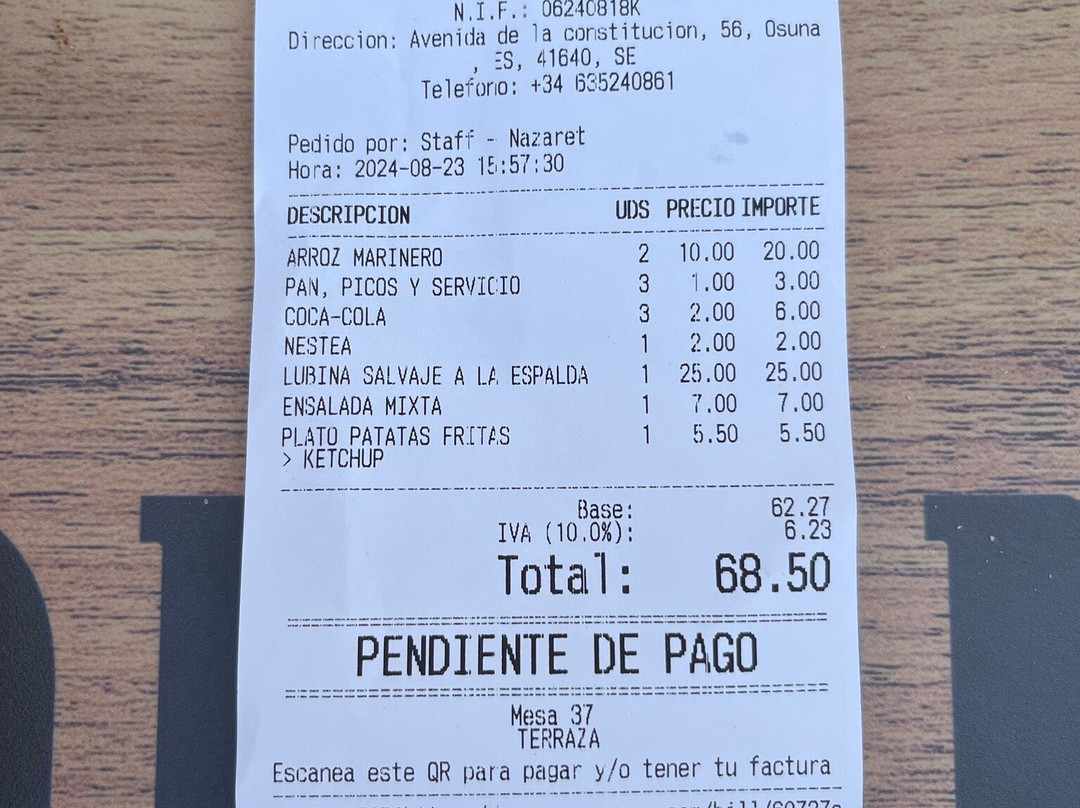 N.I.F.: 06240818K
Direccion: Avenida de la constitucion, 56, Osuna
, ES, 41640, SE
Telefono: +34 635240861
Pedido por: Staff - Nazaret
Hora: 2024-08-23 15:57:30
DESCRIPCION UDS PRECIO IMPORTE
ARROZ MARINERO 2 10.00 20.00
PAN, PICOS Y SERVICIO 3 1.00 3.00
COCA-COLA 3 2.00 6.00
NESTEA 1 2.00 2.00
LUBINA SALVAJE A LA ESPALDA 1 25.00 25.00
ENSALADA MIXTA 1 7.00 7.00
PLATO PATATAS FRITAS 1 5.50 5.50
> KETCHUP
Base: 62.27
IVA (10.0%): 6.23
Total: 68.50
PENDIENTE DE PAGO
Mesa 37
TERRAZA
Escanea este QR para pagar y/o tener tu factura